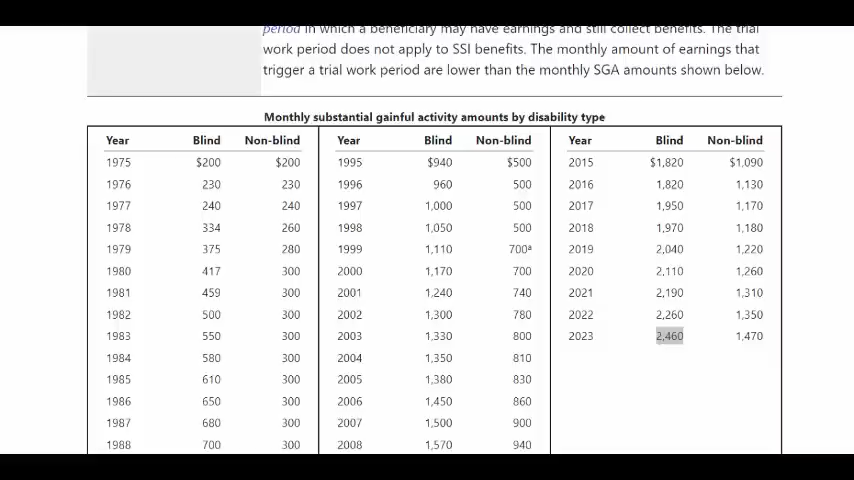 period in which a beneficiary may have earnings and still collect benefits. The trial
work period does not apply to SSI benefits. The monthly amount of earnings that
trigger a trial work period are lower than the monthly SGA amounts shown below.
Monthly substantial gainful activity amounts by disability type
Year Blind Non-blind Year Blind Non-blind Year Blind Non-blind
1975 $200 $200 1995 $940 $500 2015 $1,820 $1,090
1976 230 230 1996 960 500 2016 1,820 1,130
1977 240 240 1997 1,000 500 2017 1,950 1,170
1978 334 260 1998 1,050 500 2018 1,970 1,180
1979 375 280 1999 1,110 700ª 2019 2,040 1,220
1980 417 300 2000 1,170 700 2020 2,110 1,260
1981 459 300 2001 1,240 740 2021 2,190 1,310
1982 500 300 2002 1,300 780 2022 2,260 1,350
1983 550 300 2003 1,330 800 2023 2,460 1,470
1984 580 300 2004 1,350 810
1985 610 300 2005 1,380 830
1986 650 300 2006 1,450 860
1987 680 300 2007 1,500 900
1988 700 300 2008 1,570 940